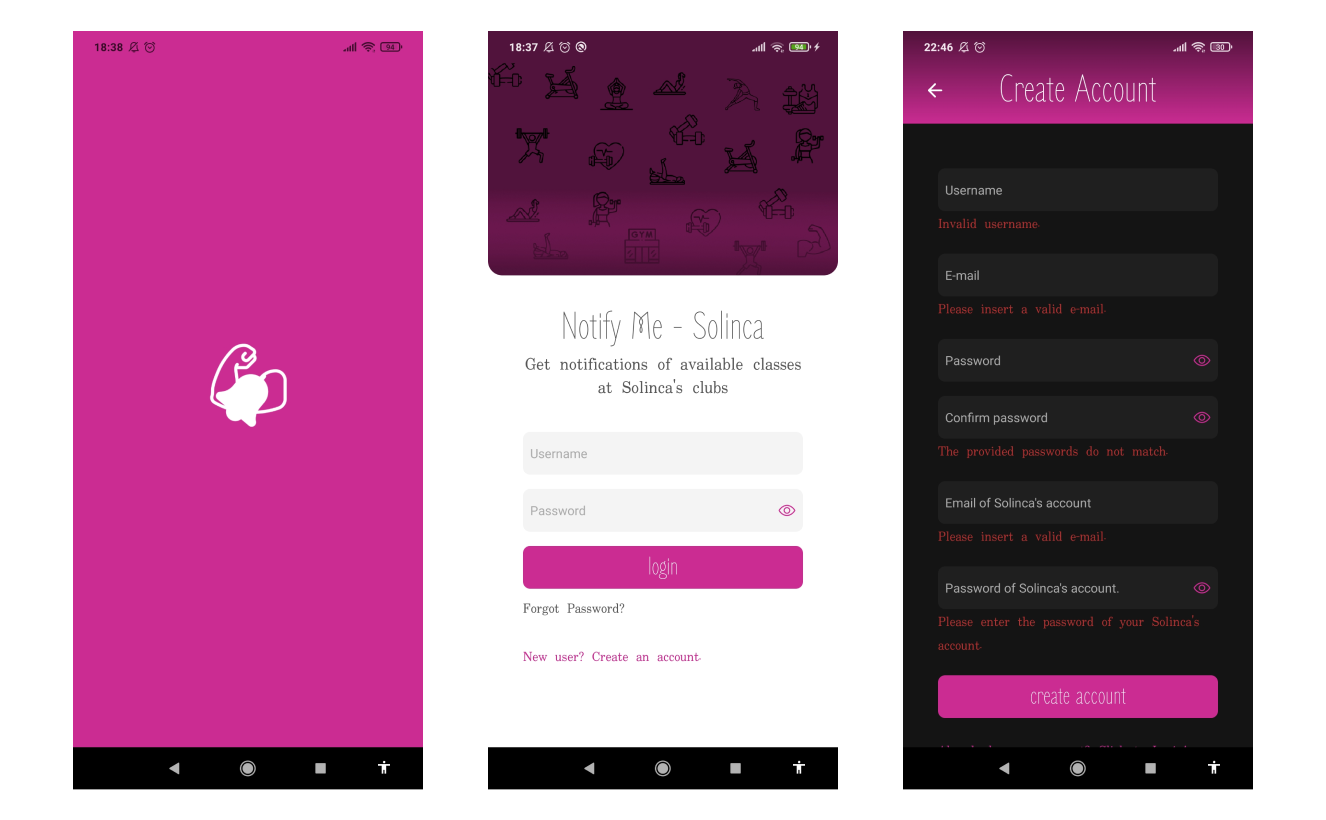 18:38
94
18:37
94
GYM
Notify Me - Solinca
Get notifications of available classes
at Solinca's clubs
Username
Password
login
Forgot Password?
New user? Create an account.
22:46
30
Create Account
Username
Invalid username.
E-mail
Please insert a valid e-mail.
Password
Confirm password
The provided passwords do not match.
Email of Solinca's account
Please insert a valid e-mail.
Password of Solinca's account.
Please enter the password of your Solinca's
account.
create account